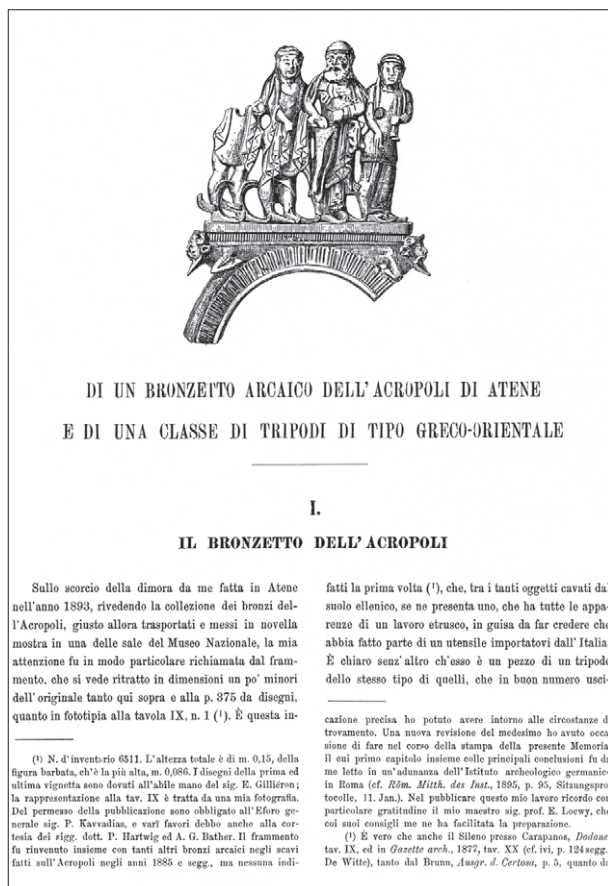 DI UN BRONZETTO ARCAICO DELL'ACROPOLI DI ATENE
E DI UNA CLASSE DI TRIPODI DI TIPO GRECO-ORIENTALE
I.
IL BRONZETTO DELL'ACROPOLI
Sullo scorcio della dimora da me fatta in Atene
nell'anno 1893, rivedendo la collezione dei bronzi del-
l'Acropoli, giusto allora trasportati e messi in novella
mostra in una delle sale del Museo Nazionale, la mia
attenzione fu in modo particolare richiamata dal fram-
mento, che si vede ritratto in dimensioni un po' minori
dell'originale tanto qui sopra e alla p. 375 da disegni,
quanto in fototipia alla tavola IX, n. 1 (¹). È questa in-
(¹) N. d'inventario 6511. L'altezza totale è di m. 0,15, della
figura barbata, ch'è la più alta, m. 0,086. I disegni della prima ed
ultima vignetta sono dovuti all'abile mano del sig. E. Gilliéron;
la rappresentazione alla tav. IX è tratta da una mia fotografia.
Del permesso della pubblicazione sono obbligato all'Eforo ge-
nerale sig. P. Kavvadias, e varî favori debbo anche alla cor-
tesia dei sigg. dott. P. Hartwig ed A. G. Bather. Il frammento
fu rinvenuto insieme con tanti altri bronzi arcaici negli scavi
fatti sull'Acropoli negli anni 1885 e segg., ma nessuna indi-
fatti la prima volta (¹), che, tra i tanti oggetti cavati dal
suolo ellenico, se ne presenta uno, che ha tutte le appa-
renze di un lavoro etrusco, in guisa da far credere che
abbia fatto parte di un utensile importatovi dall'Italia.
È chiaro senz'altro ch'esso è un pezzo di un tripode
dello stesso tipo di quelli, che in buon numero usci-
cazione precisa ho potuto avere intorno alle circostanze di
trovamento. Una nuova revisione del medesimo ho avuto occa-
sione di fare nel corso della stampa della presente Memoria,
il cui primo capitolo insieme colle principali conclusioni fu da
me letto in un'adunanza dell'Istituto archeologico germanico
in Roma (cf. Röm. Mitth. des Inst., 1895, p. 95, Sitzungspro-
tocolle, 11. Jan.). Nel pubblicare questo mio lavoro ricordo con
particolare gratitudine il mio maestro sig. prof. E. Loewy, che
coi suoi consigli me ne ha facilitata la preparazione.
(¹) È vero che anche il Sileno presso Carapanos, Dodone,
tav. IX, ed in Gazette arch., 1877, tav. XX (cf. ivi, p. 124 segg.
De Witte), tanto dal Brunn, Ausgr. d. Certosa, p. 5, quanto da